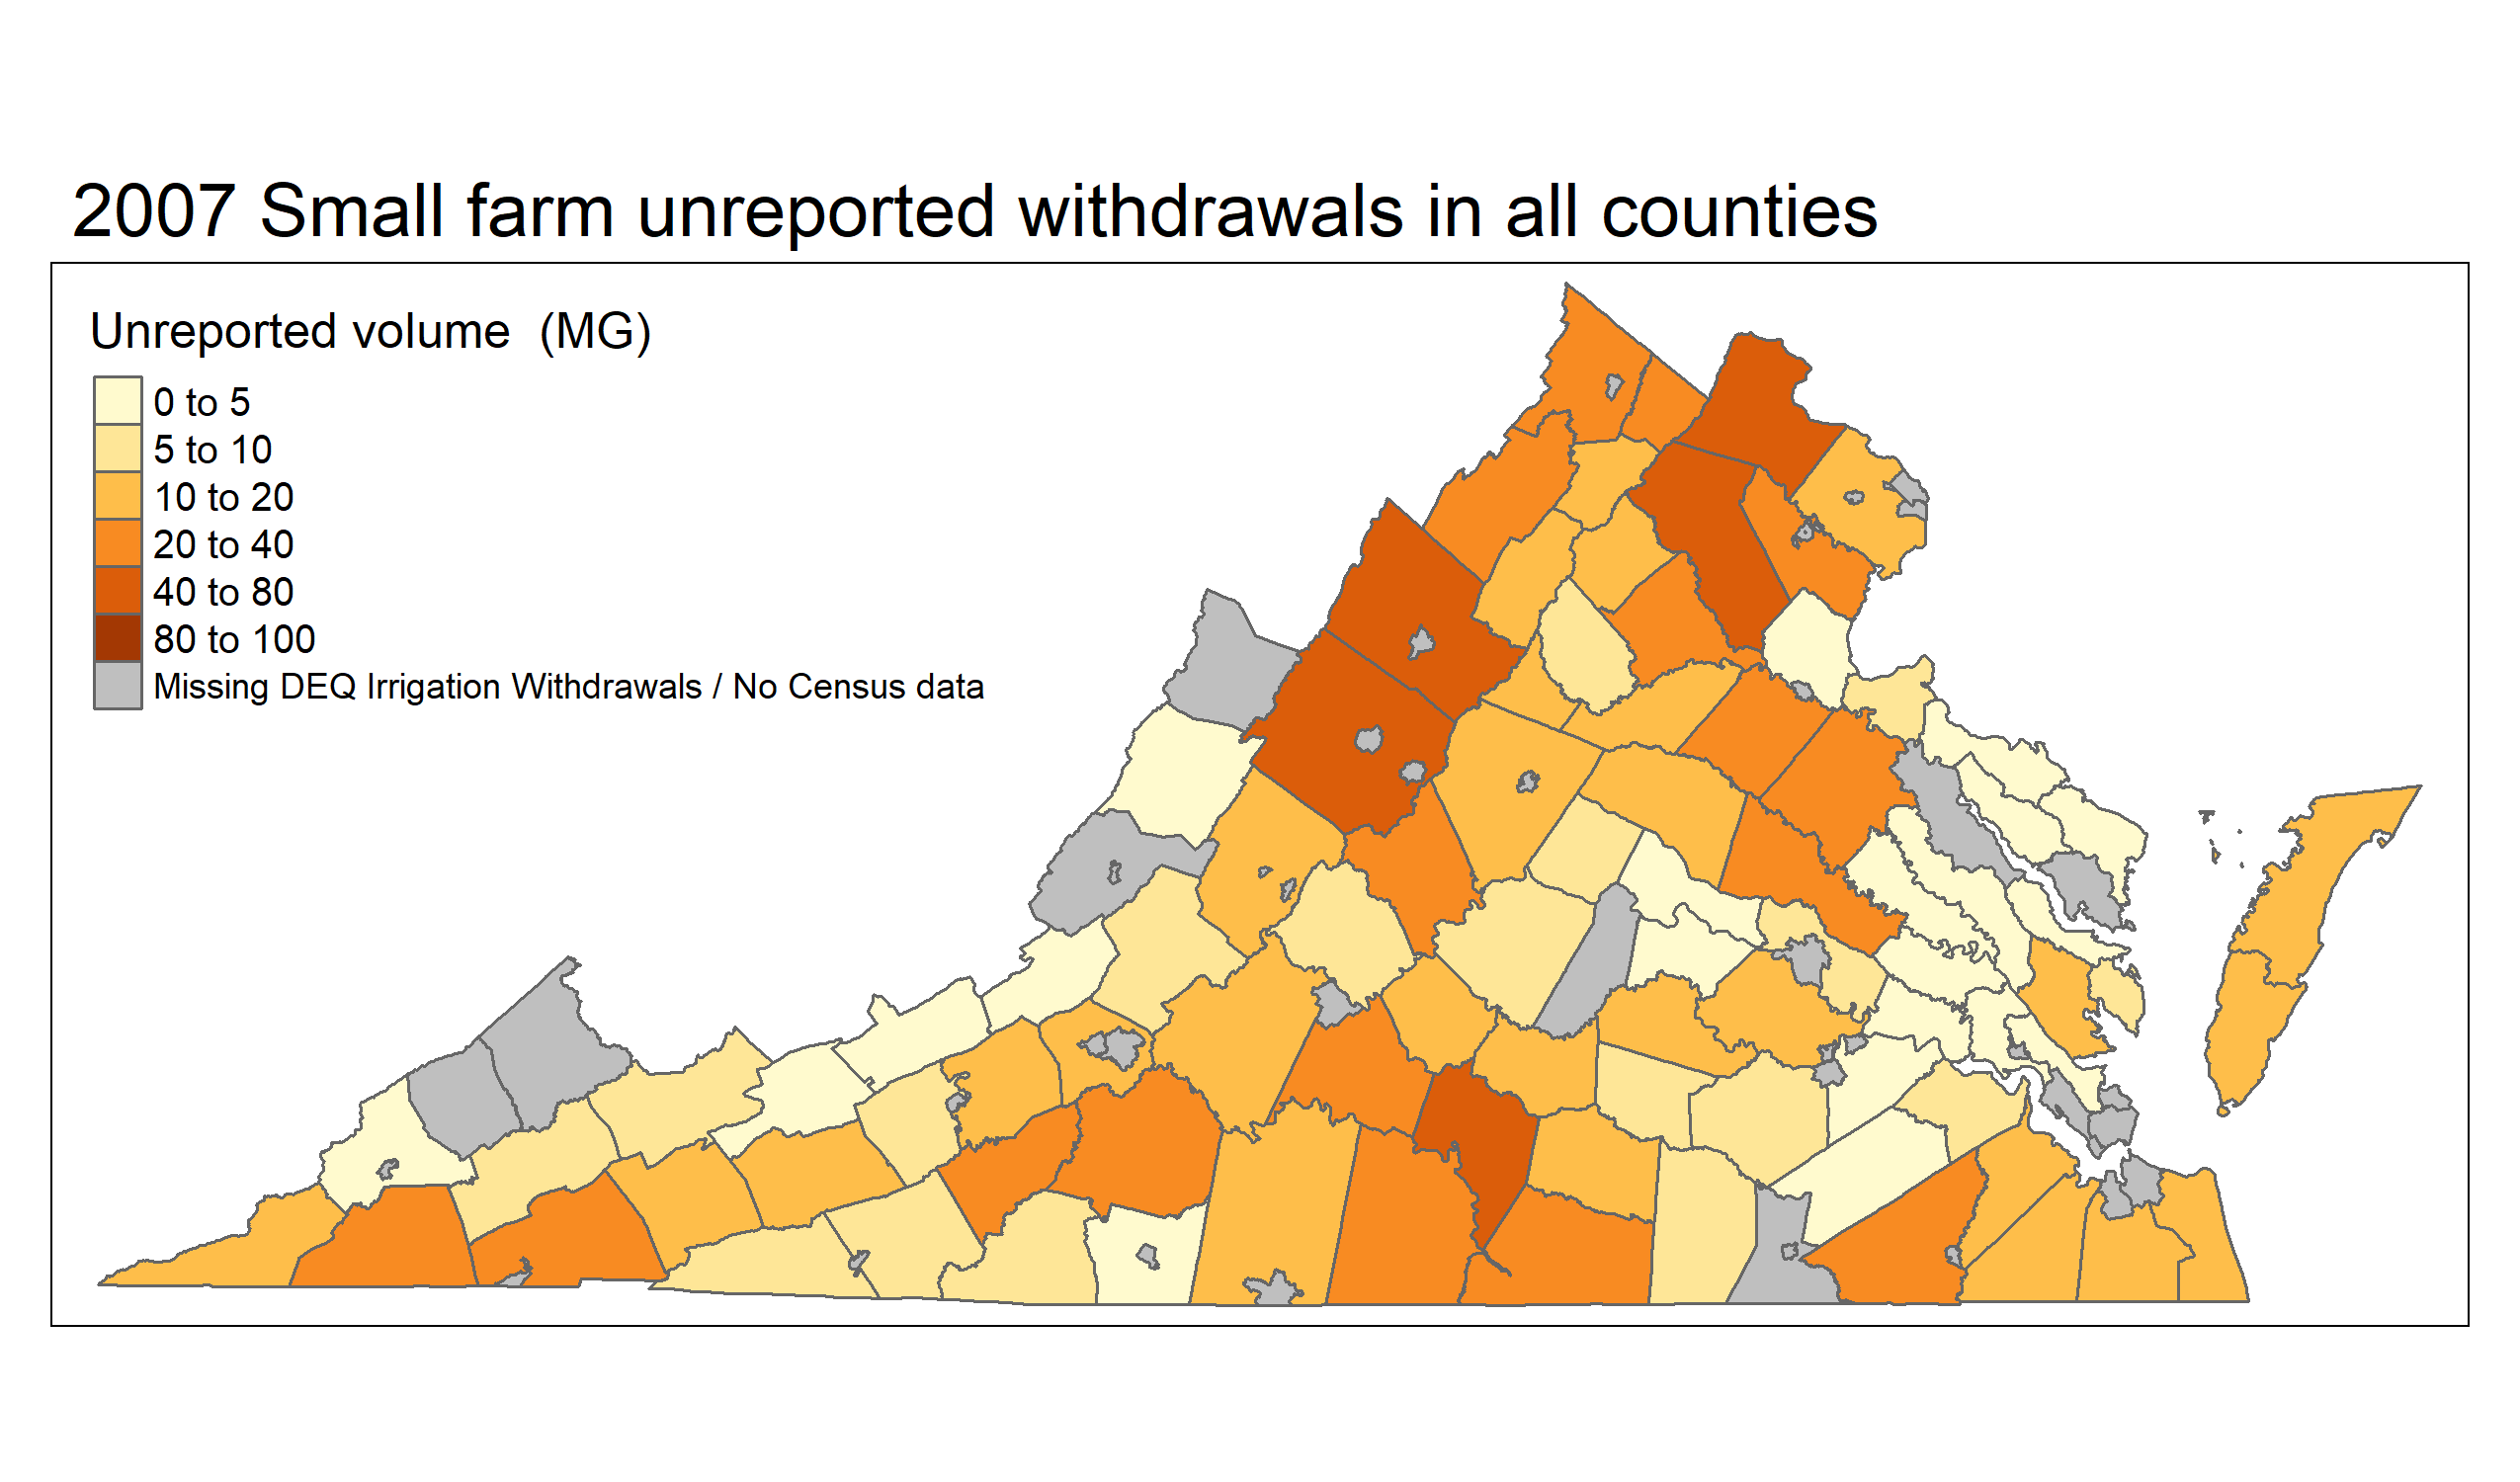 2007 Small farm unreported withdrawals in all counties
Unreported volume (MG)
0 to 5
5 to 10
10 to 20
20 to 40
40 to 80
80 to 100
Missing DEQ Irrigation Withdrawals / No Census data